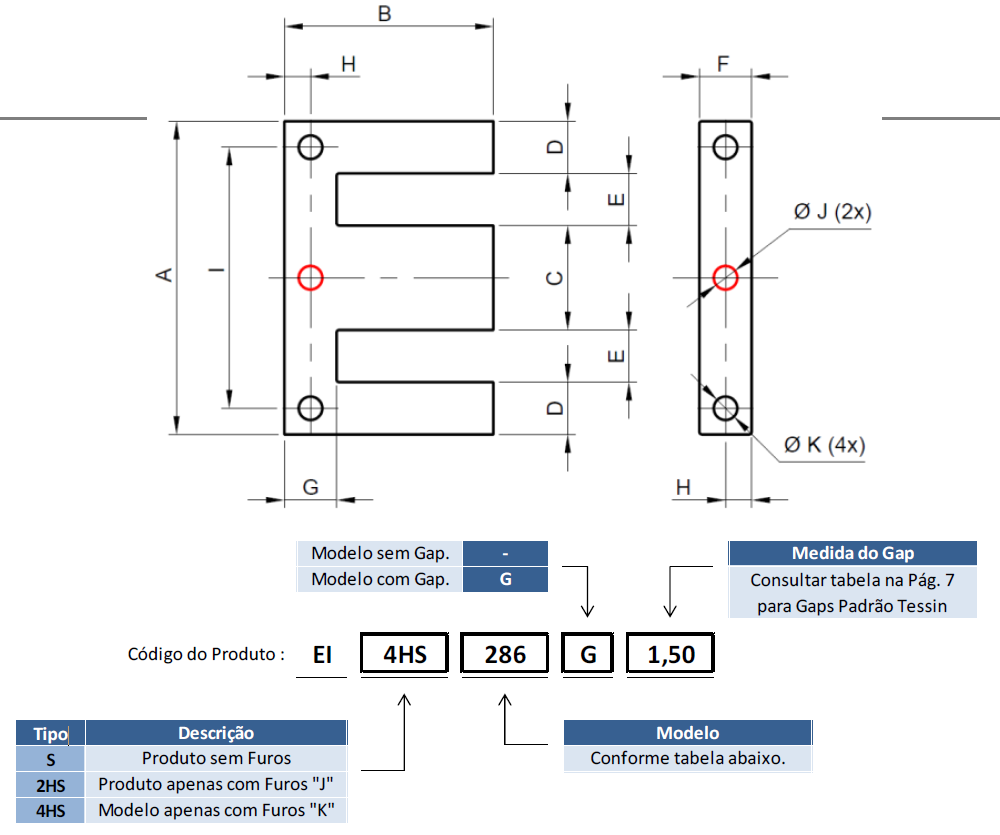 B
H
F
D
E
Ø J (2x)
A
I
C
E
D
Ø K (4x)
G
H
Modelo sem Gap. -
Modelo com Gap. G
Medida do Gap
Consultar tabela na Pág. 7
para Gaps Padrão Tessin
Código do Produto : EI 4HS 286 G 1,50
Tipo Descrição
S Produto sem Furos
2HS Produto apenas com Furos "J"
4HS Modelo apenas com Furos "K"
Modelo
Conforme tabela abaixo.